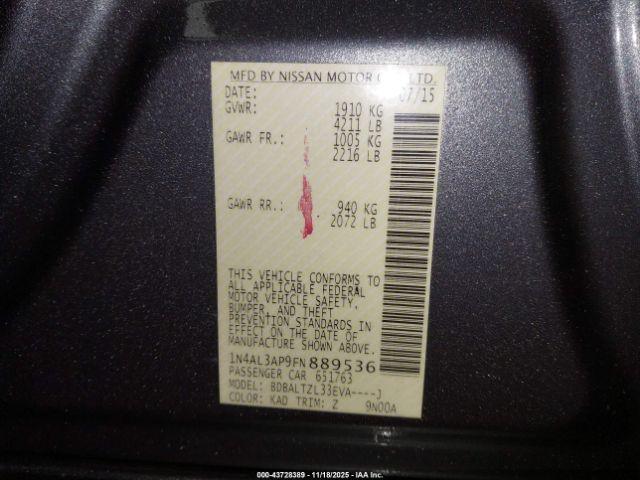 MFD BY NISSAN MOTOR CO., LTD.
DATE: 07/15
GVWR: 1910 KG
4211 LB
GAWR FR.: 1005 KG
2216 LB
GAWR RR.: 940 KG
2072 LB
THIS VEHICLE CONFORMS TO
ALL APPLICABLE FEDERAL
MOTOR VEHICLE SAFETY,
BUMPER, AND THEFT
PREVENTION STANDARDS IN
EFFECT ON THE DATE OF
MANUFACTURE SHOWN ABOVE.
1N4AL3AP9FN889536
PASSENGER CAR 651763
MODEL: BDBALTZL33EVA----J
COLOR: KAD TRIM: Z 9N00A
000-43728389 | 11/18/2025 - IAA Inc.